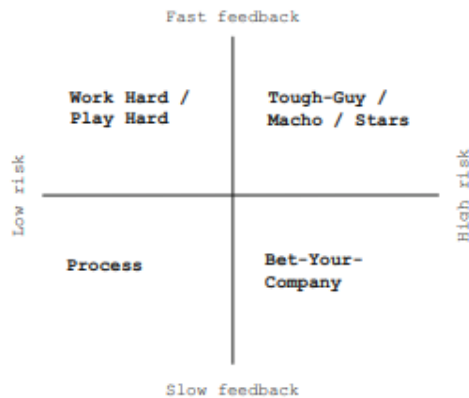 Fast feedback
Work Hard /
Play Hard
Tough-Guy /
Macho / Stars
Low risk
High risk
Process
Bet-Your-
Company
Slow feedback